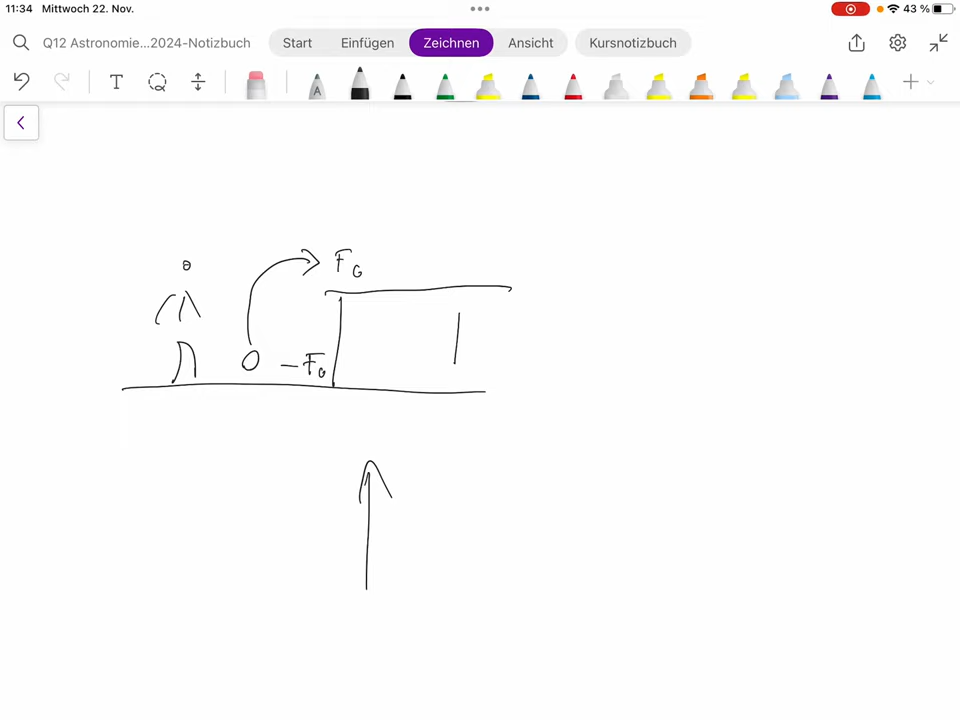 11:34 Mittwoch 22. Nov.
43 %
Q12 Astronomie...2024-Notizbuch
Start
Einfügen
Zeichnen
Ansicht
Kursnotizbuch
T
A
F_G
-F_G